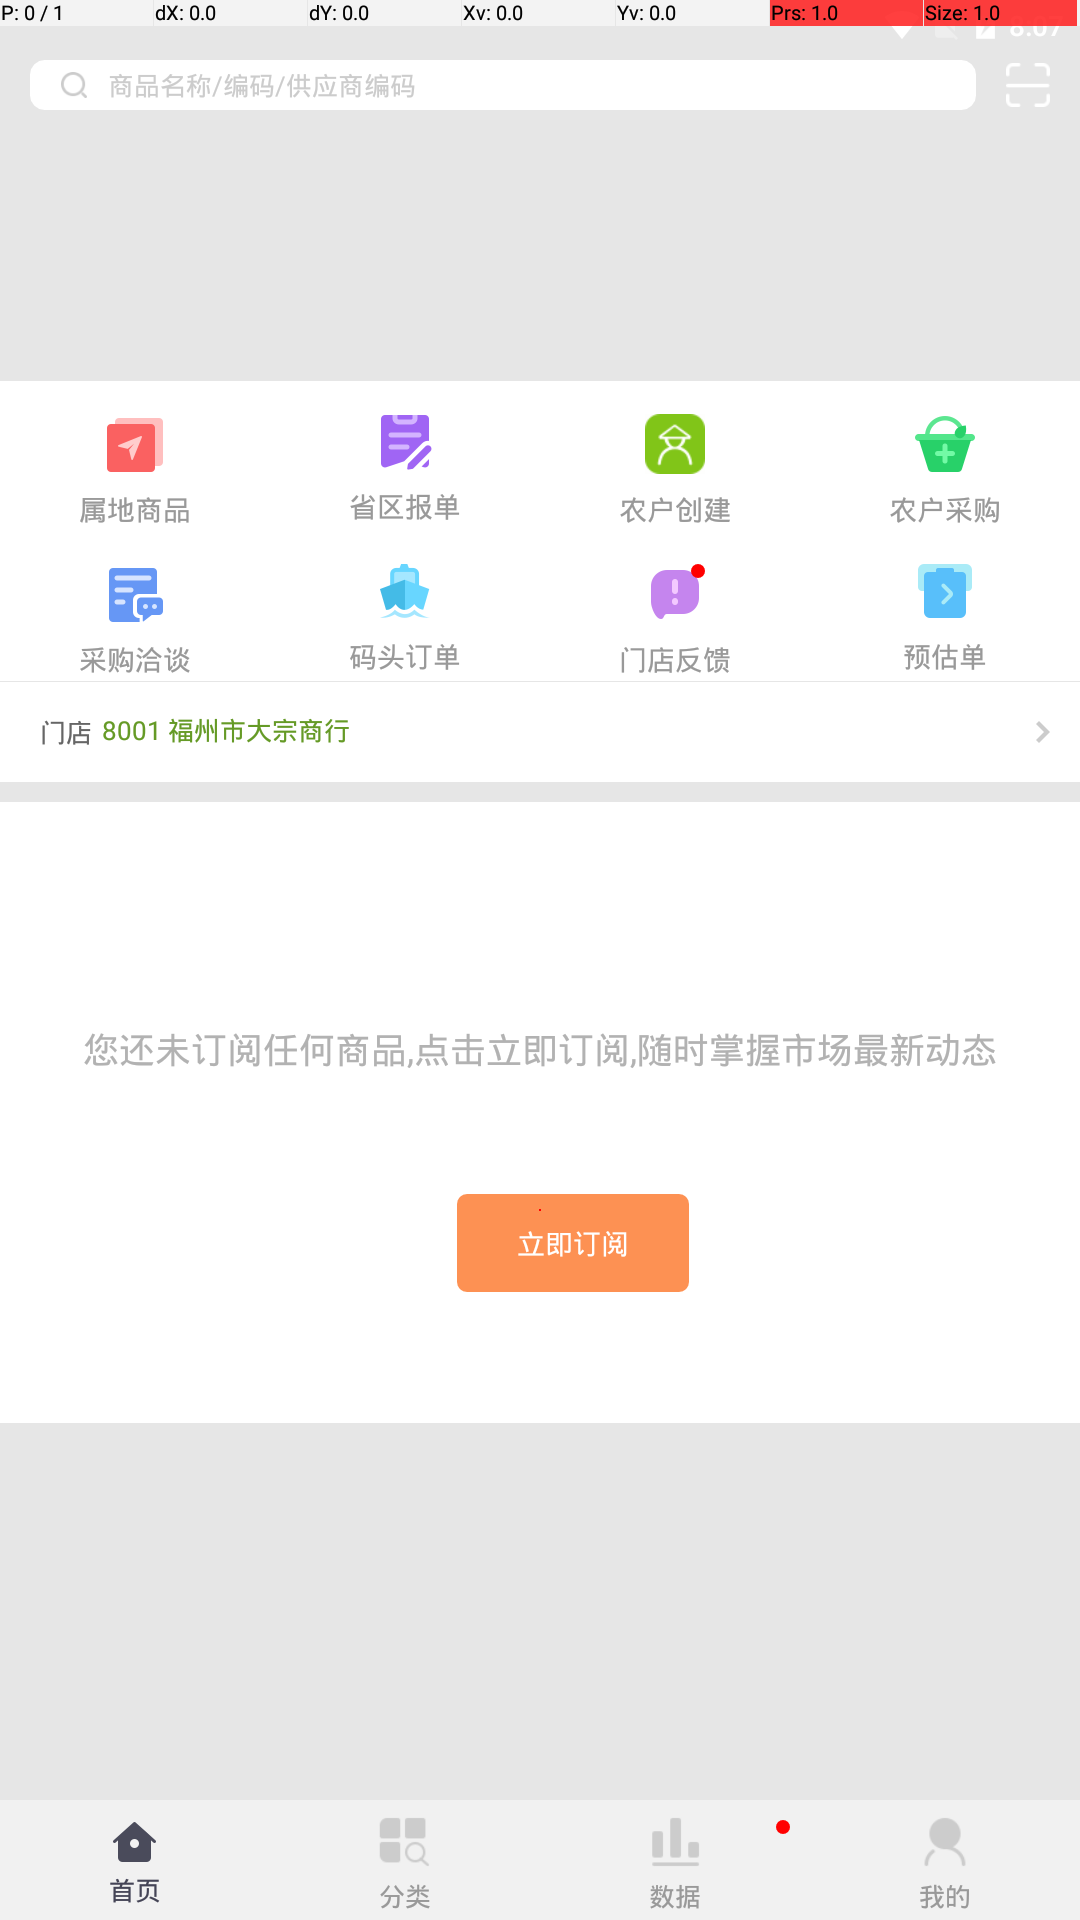 P: 0 / 1 dX: 0.0 dY: 0.0 Xv: 0.0 Yv: 0.0 Prs: 1.0 Size: 1.0
8:07
商品名称/编码/供应商编码
属地商品 省区报单 农户创建 农户采购
采购洽谈 码头订单 门店反馈 预估单
门店 8001 福州市大宗商行
您还未订阅任何商品,点击立即订阅,随时掌握市场最新动态
立即订阅
首页 分类 数据 我的